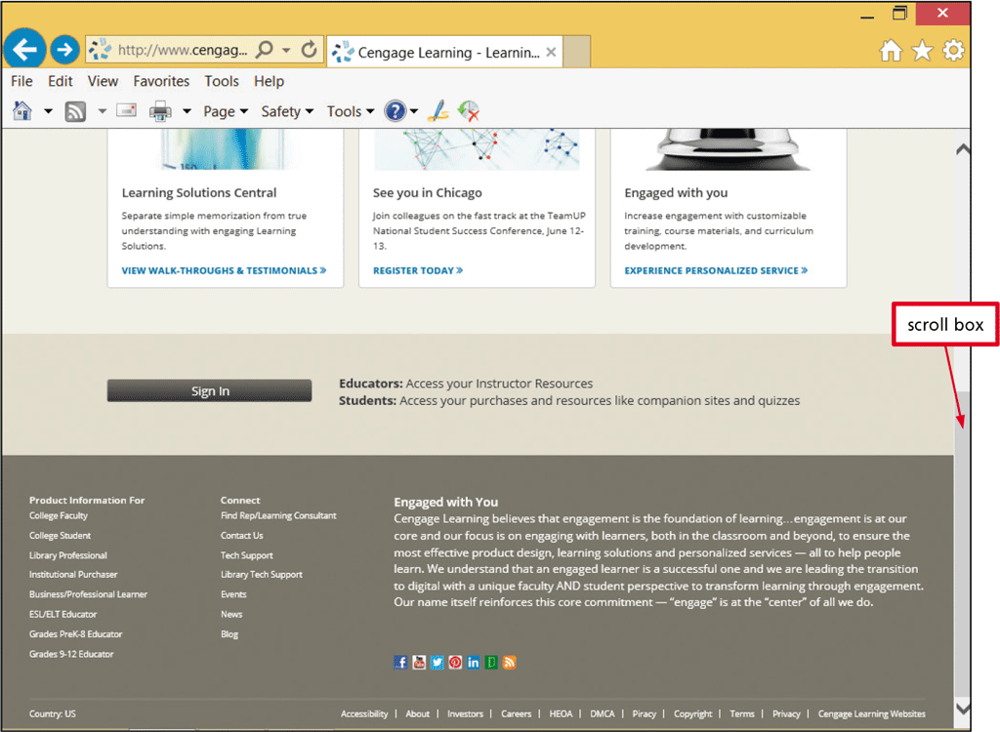 http://www.cengag...
Cengage Learning - Learnin...
File Edit View Favorites Tools Help
Page Safety Tools
150
Learning Solutions Central
Separate simple memorization from true
understanding with engaging Learning
Solutions.
VIEW WALK-THROUGHS & TESTIMONIALS »
See you in Chicago
Join colleagues on the fast track at the TeamUP
National Student Success Conference, June 12-
13.
REGISTER TODAY »
Engaged with you
Increase engagement with customizable
training, course materials, and curriculum
development.
EXPERIENCE PERSONALIZED SERVICE »
scroll box
Sign In
Educators: Access your Instructor Resources
Students: Access your purchases and resources like companion sites and quizzes
Product Information For
College Faculty
College Student
Library Professional
Institutional Purchaser
Business/Professional Learner
ESL/ELT Educator
Grades PreK-8 Educator
Grades 9-12 Educator
Connect
Find Rep/Learning Consultant
Contact Us
Tech Support
Library Tech Support
Events
News
Blog
Engaged with You
Cengage Learning believes that engagement is the foundation of learning...engagement is at our
core and our focus is on engaging with learners, both in the classroom and beyond, to ensure the
most effective product design, learning solutions and personalized services — all to help people
learn. We understand that an engaged learner is a successful one and we are leading the transition
to digital with a unique faculty AND student perspective to transform learning through engagement.
Our name itself reinforces this core commitment — “engage” is at the “center” of all we do.
Country: US
Accessibility | About | Investors | Careers | HEOA | DMCA | Piracy | Copyright | Terms | Privacy | Cengage Learning Websites